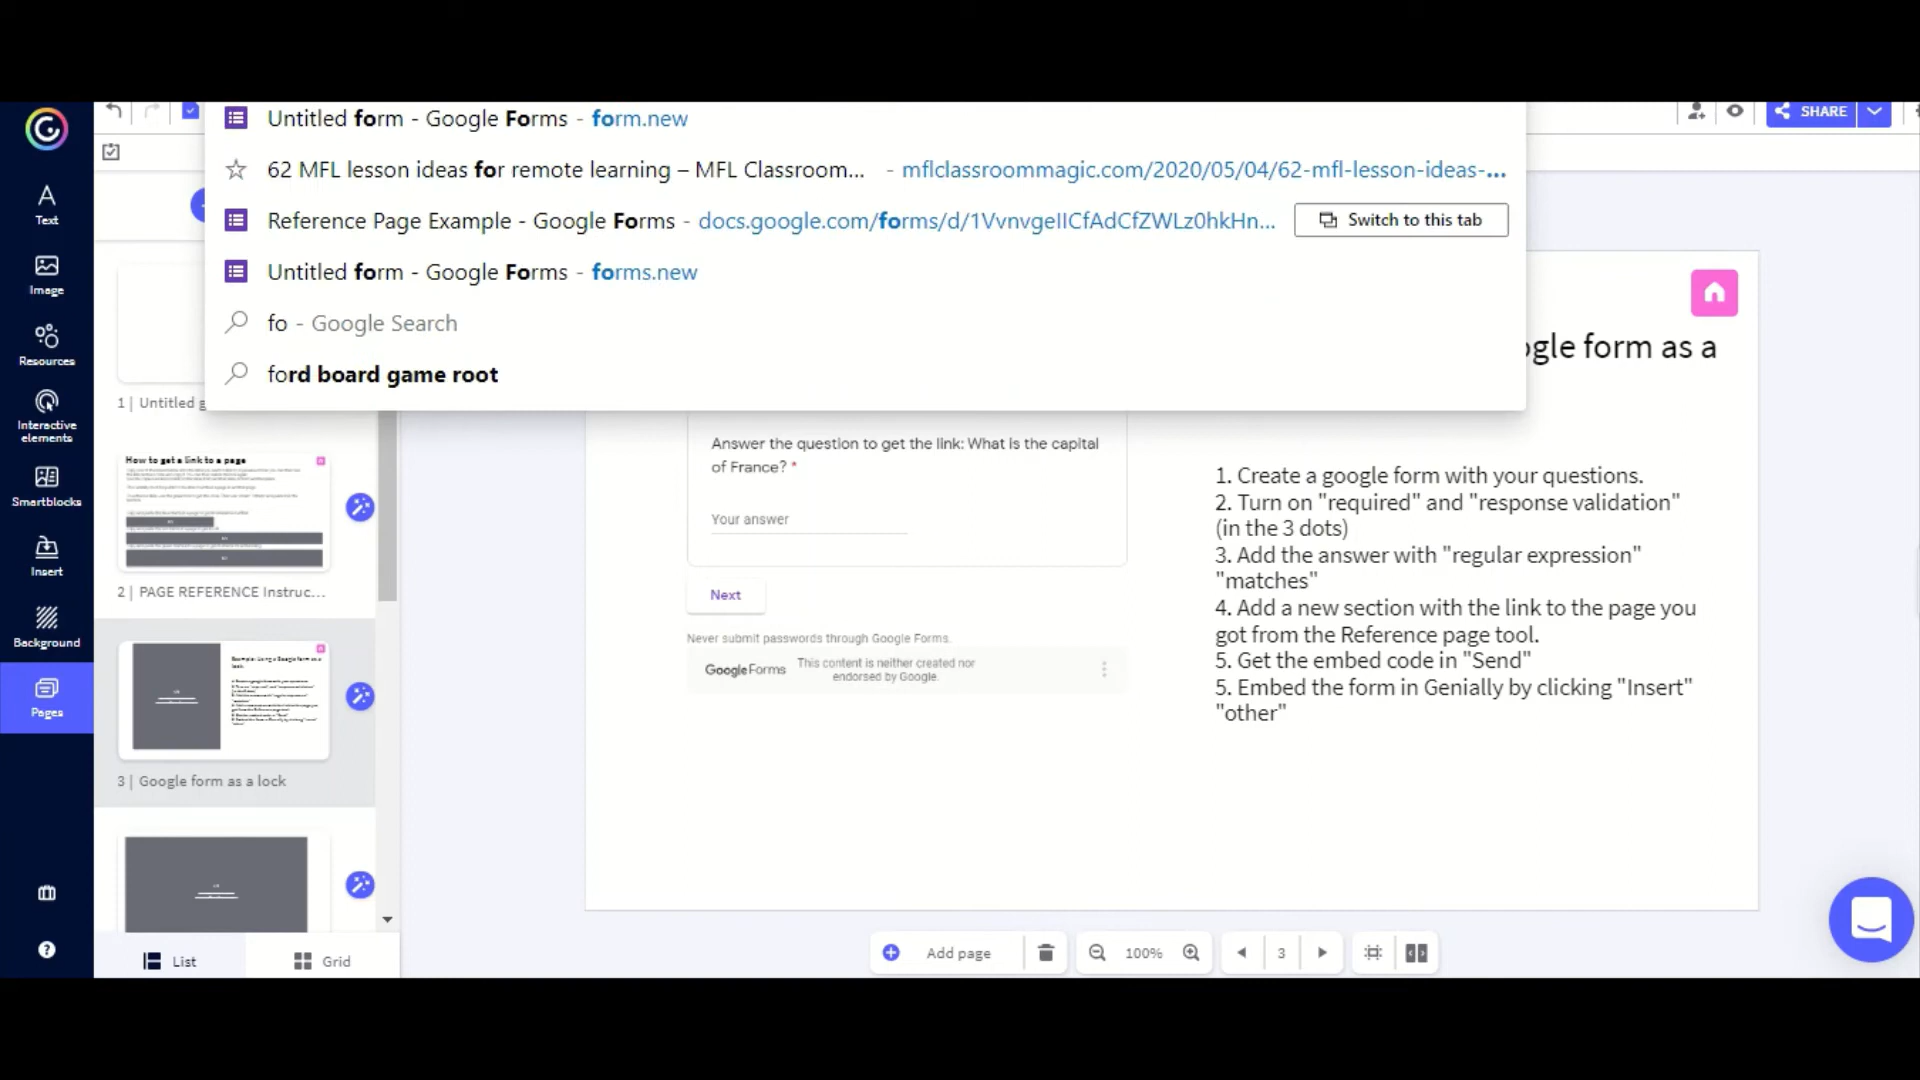 Untitled form - Google Forms - form.new
62 MFL lesson ideas for remote learning – MFL Classroom... - mflclassroommagic.com/2020/05/04/62-mfl-lesson-ideas-...
Reference Page Example - Google Forms - docs.google.com/forms/d/1VvnvgeIICfAdCfZWLz0hkHn... Switch to this tab
Untitled form - Google Forms - forms.new
fo - Google Search
ford board game root
SHARE
Text
Image
Resources
Interactive
elements
Smartblocks
Insert
Background
Pages
1 | Untitled
How to get a link to a page
2 | PAGE REFERENCE Instruc...
Example: Using a Google form as a
lock
3 | Google form as a lock
List
Grid
gle form as a
Answer the question to get the link: What is the capital
of France? *
Your answer
Next
Never submit passwords through Google Forms.
Google Forms
This content is neither created nor
endorsed by Google.
1. Create a google form with your questions.
2. Turn on "required" and "response validation"
(in the 3 dots)
3. Add the answer with "regular expression"
"matches"
4. Add a new section with the link to the page you
got from the Reference page tool.
5. Get the embed code in "Send"
5. Embed the form in Genially by clicking "Insert"
"other"
Add page
100%
3